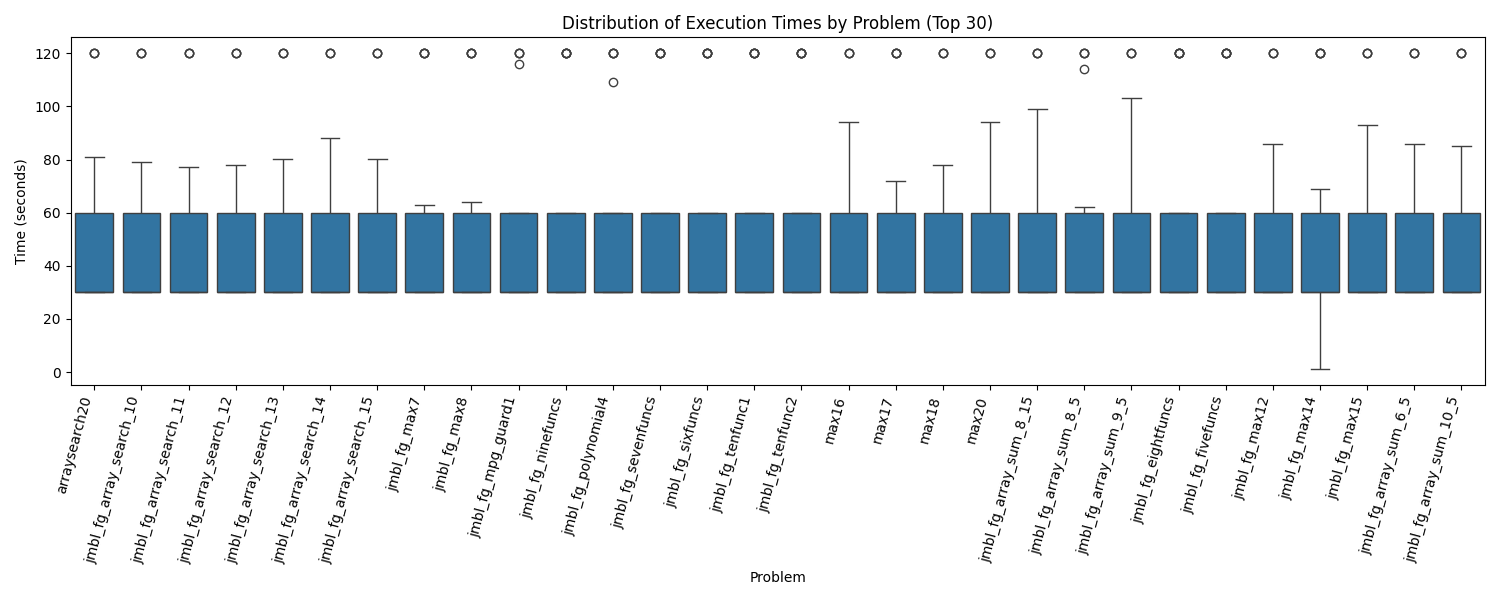 Distribution of Execution Times by Problem (Top 30)
Time (seconds)
120
100
80
60
40
20
0
arraysearch20
jmbl_fg_array_search_10
jmbl_fg_array_search_11
jmbl_fg_array_search_12
jmbl_fg_array_search_13
jmbl_fg_array_search_14
jmbl_fg_array_search_15
jmbl_fg_max7
jmbl_fg_max8
jmbl_fg_mpg_guard1
jmbl_fg_ninefuncs
jmbl_fg_polynomial4
jmbl_fg_sevenfuncs
jmbl_fg_sixfuncs
jmbl_fg_tenfunc1
jmbl_fg_tenfunc2
max16
max17
max18
max20
jmbl_fg_array_sum_8_15
jmbl_fg_array_sum_8_5
jmbl_fg_array_sum_9_5
jmbl_fg_eightfuncs
jmbl_fg_fivefuncs
jmbl_fg_max12
jmbl_fg_max14
jmbl_fg_max15
jmbl_fg_array_sum_6_5
jmbl_fg_array_sum_10_5
Problem